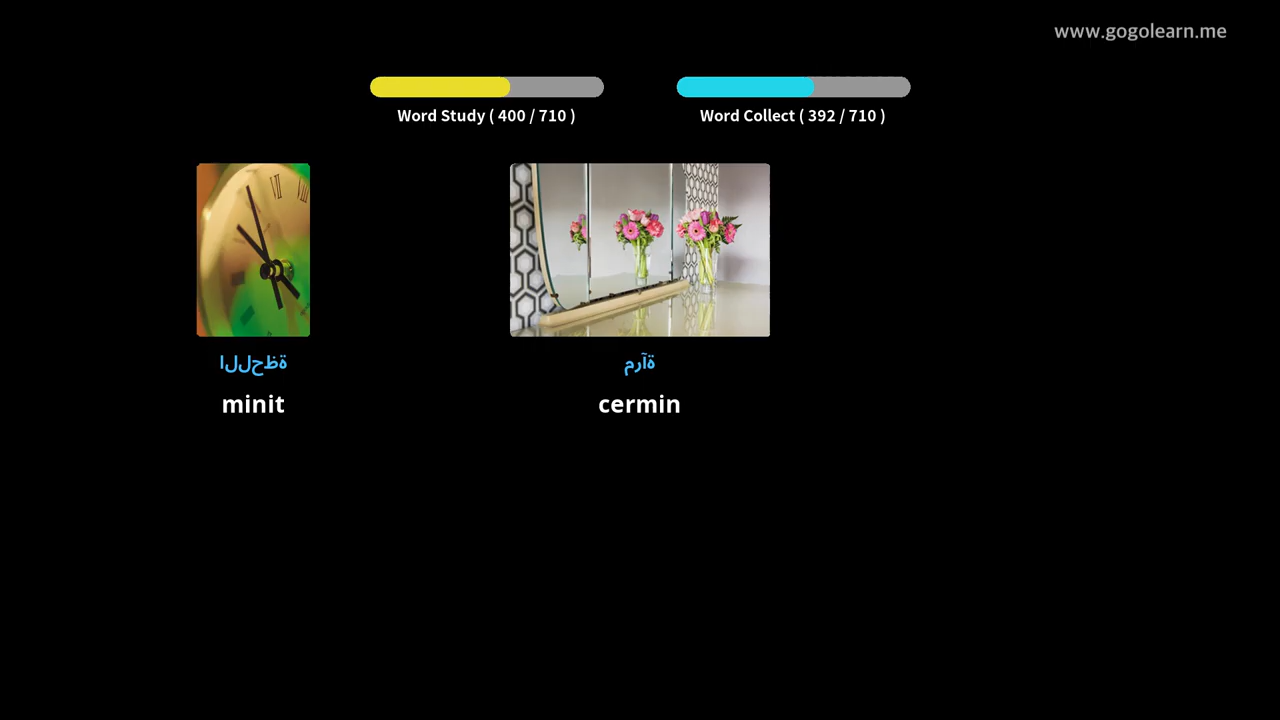 www.gogolearn.me
Word Study ( 400 / 710 )
Word Collect ( 392 / 710 )
اللحظة
minit
مرآة
cermin